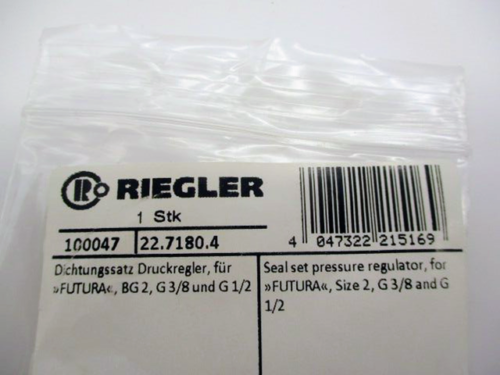 RIEGLER
1 Stk
100047 22.7180.4
4 047322 215169
Dichtungssatz Druckregler, für
»FUTURA«, BG 2, G 3/8 und G 1/2
Seal set pressure regulator, for
»FUTURA«, Size 2, G 3/8 and G
1/2